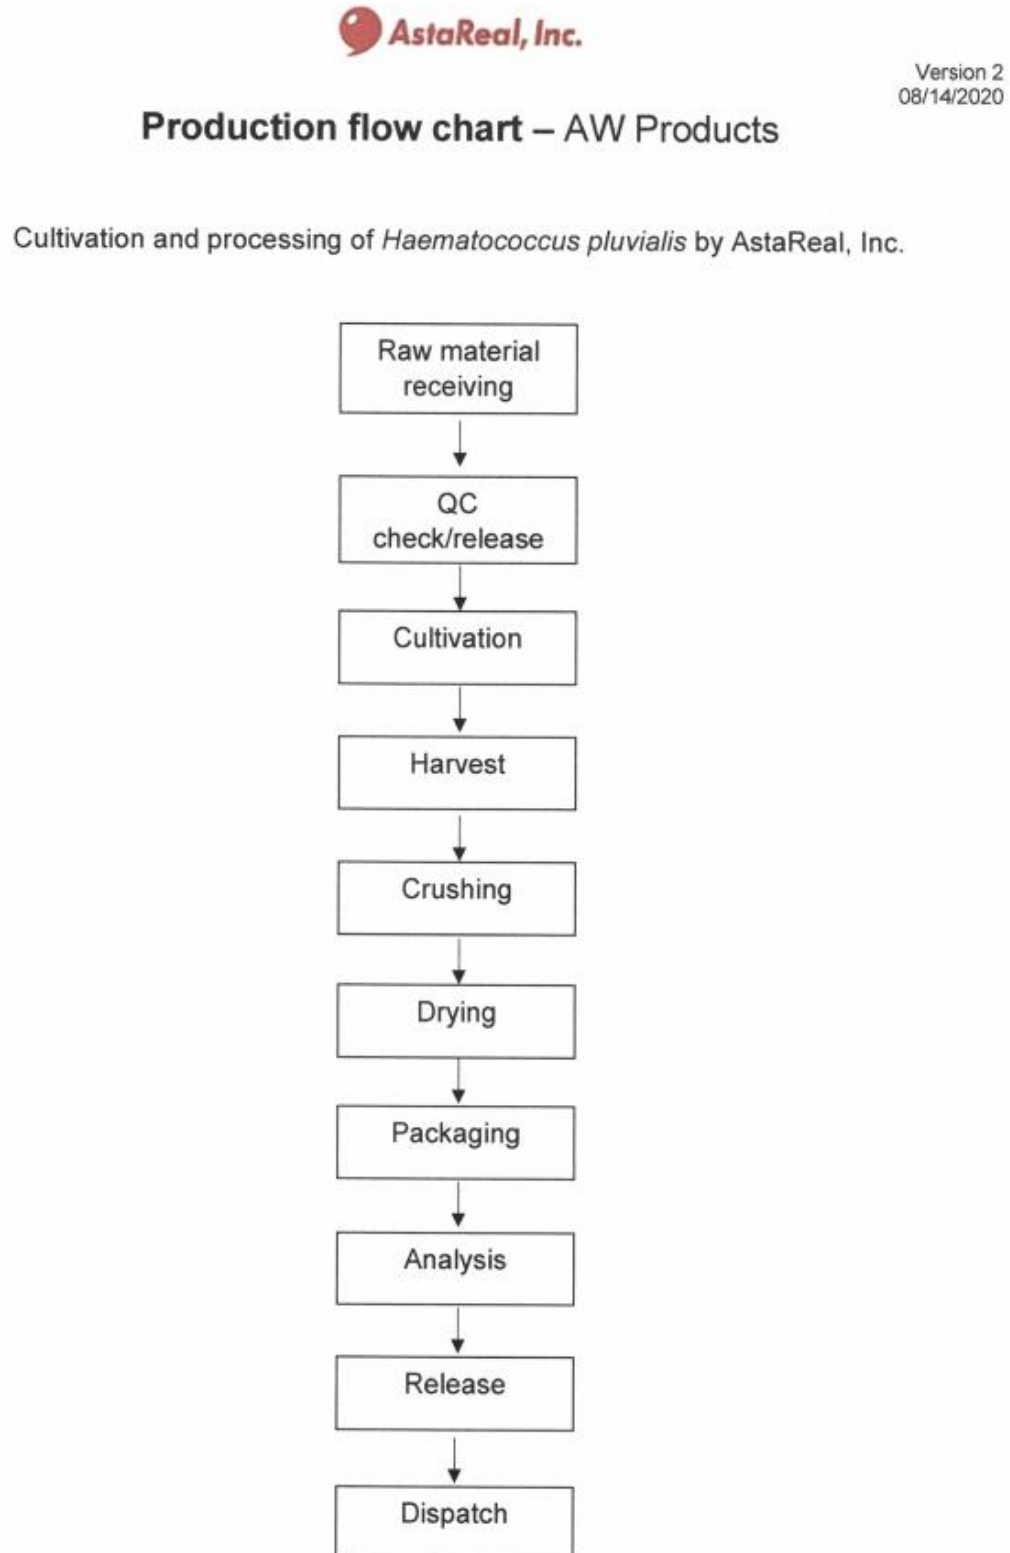 AstaReal, Inc.
Version 2
08/14/2020
Production flow chart – AW Products
Cultivation and processing of Haematococcus pluvialis by AstaReal, Inc.
Raw material
receiving
QC
check/release
Cultivation
Harvest
Crushing
Drying
Packaging
Analysis
Release
Dispatch